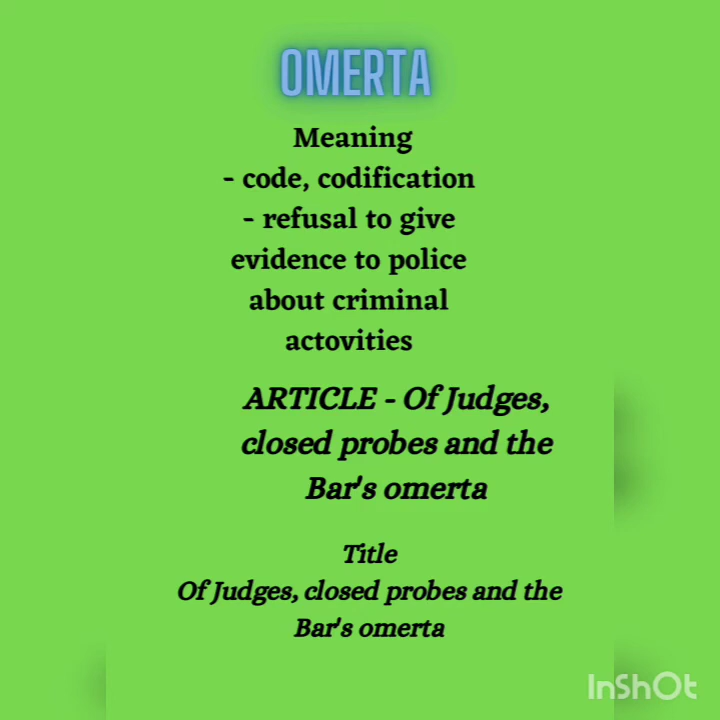 OMERTA
Meaning
- code, codification
- refusal to give
evidence to police
about criminal
actovities
ARTICLE - Of Judges,
closed probes and the
Bar's omerta
Title
Of Judges, closed probes and the
Bar's omerta
InShOt